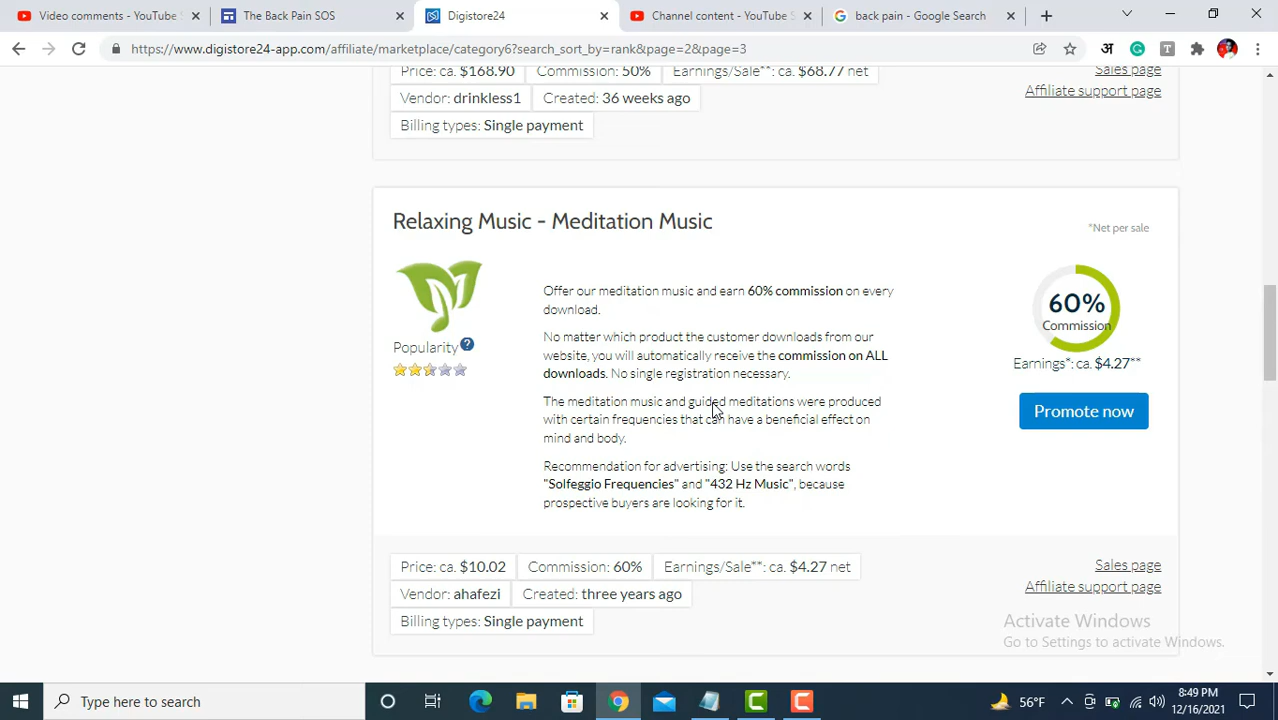 Video comments - YouTube S
The Back Pain SOS
Digistore24
Channel content - YouTube S
back pain - Google Search
https://www.digistore24-app.com/affiliate/marketplace/category6?search_sort_by=rank&page=2&page=3
अ
Price: ca. $168.90
Commission: 50%
Earnings/Sale**: ca. $68.77 net
Sales page
Affiliate support page
Vendor: drinkless1
Created: 36 weeks ago
Billing types: Single payment
Relaxing Music - Meditation Music
*Net per sale
Popularity ?
Offer our meditation music and earn 60% commission on every
download.
No matter which product the customer downloads from our
website, you will automatically receive the commission on ALL
downloads. No single registration necessary.
The meditation music and guided meditations were produced
with certain frequencies that can have a beneficial effect on
mind and body.
Recommendation for advertising: Use the search words
"Solfeggio Frequencies" and "432 Hz Music", because
prospective buyers are looking for it.
60%
Commission
Earnings*: ca. $4.27**
Promote now
Price: ca. $10.02
Commission: 60%
Earnings/Sale**: ca. $4.27 net
Sales page
Affiliate support page
Vendor: ahafezi
Created: three years ago
Billing types: Single payment
Activate Windows
Go to Settings to activate Windows.
Type here to search
56°F
8:49 PM
12/16/2021